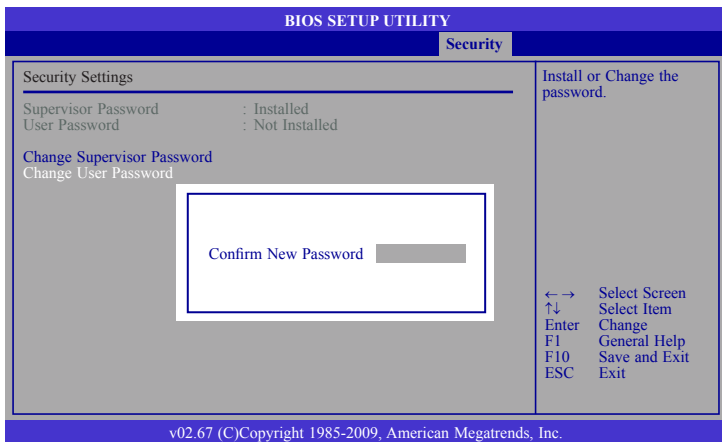 BIOS SETUP UTILITY
Security
Security Settings
Supervisor Password : Installed
User Password : Not Installed
Change Supervisor Password
Change User Password
Confirm New Password
Install or Change the
password.
←→ Select Screen
↑↓ Select Item
Enter Change
F1 General Help
F10 Save and Exit
ESC Exit
v02.67 (C)Copyright 1985-2009, American Megatrends, Inc.